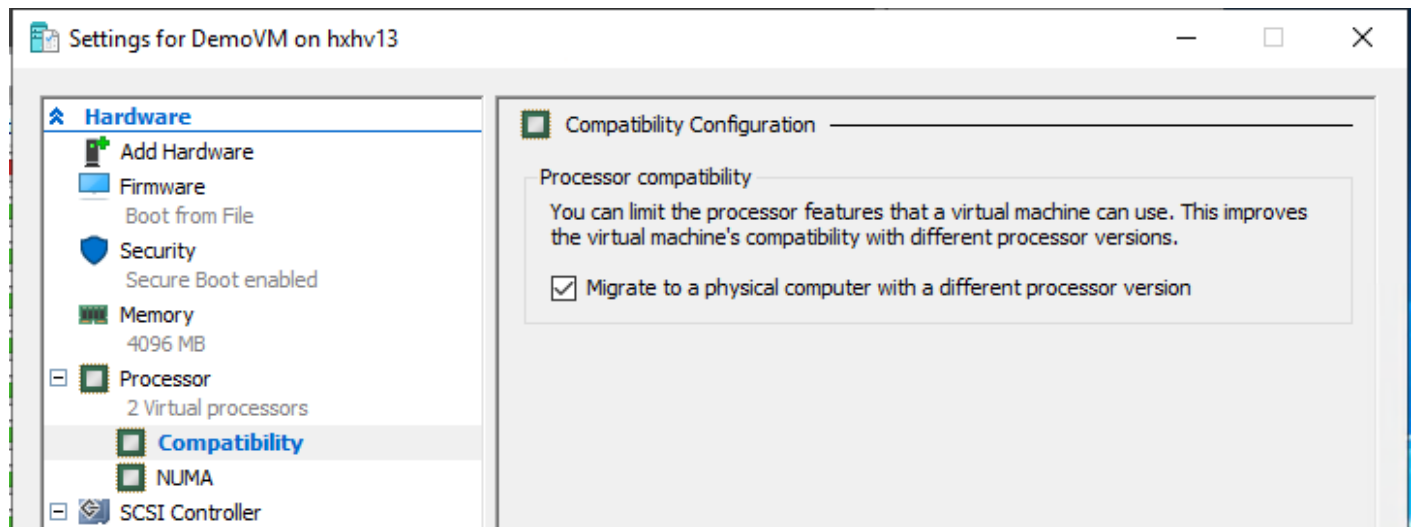 Settings for DemoVM on hxhv13
Hardware
Add Hardware
Firmware
Boot from File
Security
Secure Boot enabled
Memory
4096 MB
Processor
2 Virtual processors
Compatibility
NUMA
SCSI Controller
Compatibility Configuration
Processor compatibility
You can limit the processor features that a virtual machine can use. This improves
the virtual machine's compatibility with different processor versions.
Migrate to a physical computer with a different processor version